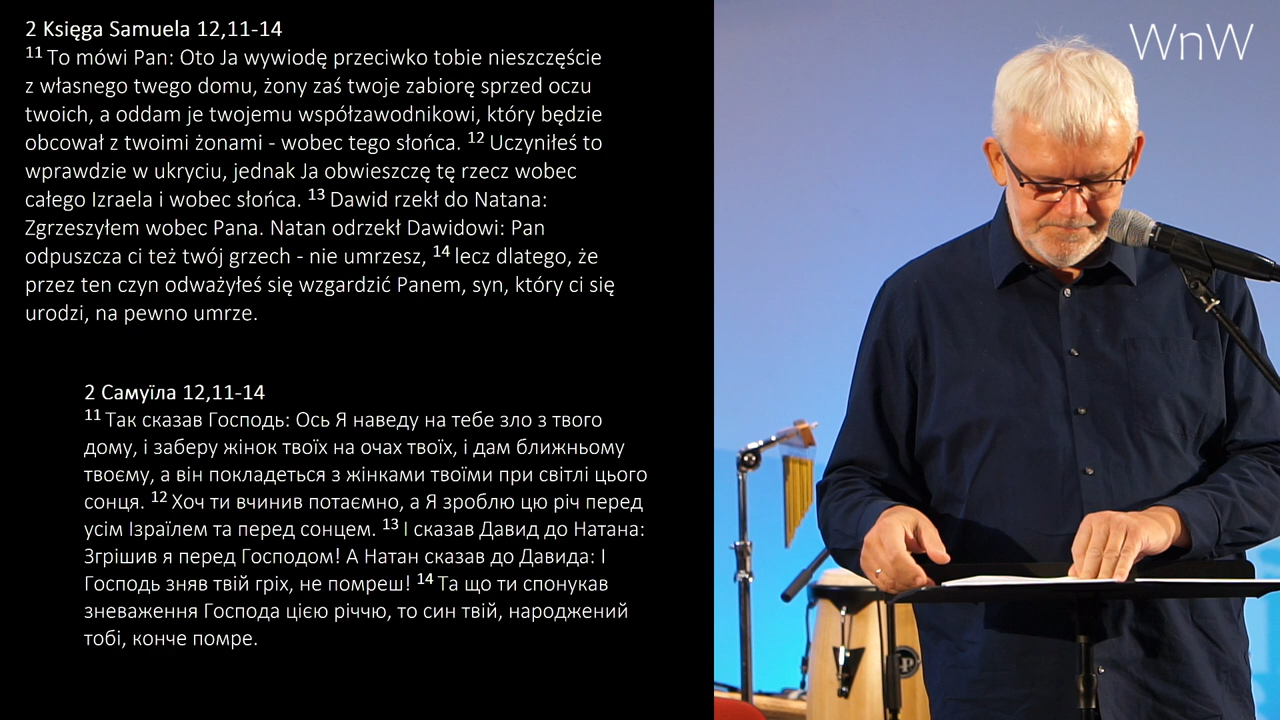 2 Księga Samuela 12,11-14
11 To mówi Pan: Oto Ja wywiodę przeciwko tobie nieszczęście
z własnego twego domu, żony zaś twoje zabiorę sprzed oczu
twoich, a oddam je twojemu współzawodnikowi, który będzie
obcował z twoimi żonami - wobec tego słońca. 12 Uczyniłeś to
wprawdzie w ukryciu, jednak Ja obwieszczę tę rzecz wobec
całego Izraela i wobec słońca. 13 Dawid rzekł do Natana:
Zgrzeszyłem wobec Pana. Natan odrzekł Dawidowi: Pan
odpuszcza ci też twój grzech - nie umrzesz, 14 lecz dlatego, że
przez ten czyn odważyłeś się wzgardzić Panem, syn, który ci się
urodzi, na pewno umrze.
2 Самуїла 12,11-14
11 Так сказав Господь: Ось Я наведу на тебе зло з твого
дому, і заберу жінок твоїх на очах твоїх, і дам ближньому
твоєму, а він покладеться з жінками твоїми при світлі цього
сонця. 12 Хоч ти вчинив потаємно, а Я зроблю цю річ перед
усім Ізраїлем та перед сонцем. 13 І сказав Давид до Натана:
Згрішив я перед Господом! А Натан сказав до Давида: І
Господь зняв твій гріх, не помреш! 14 Та що ти спонукав
зневаження Господа цією річчю, то син твій, народжений
тобі, конче помре.
WnW
LP